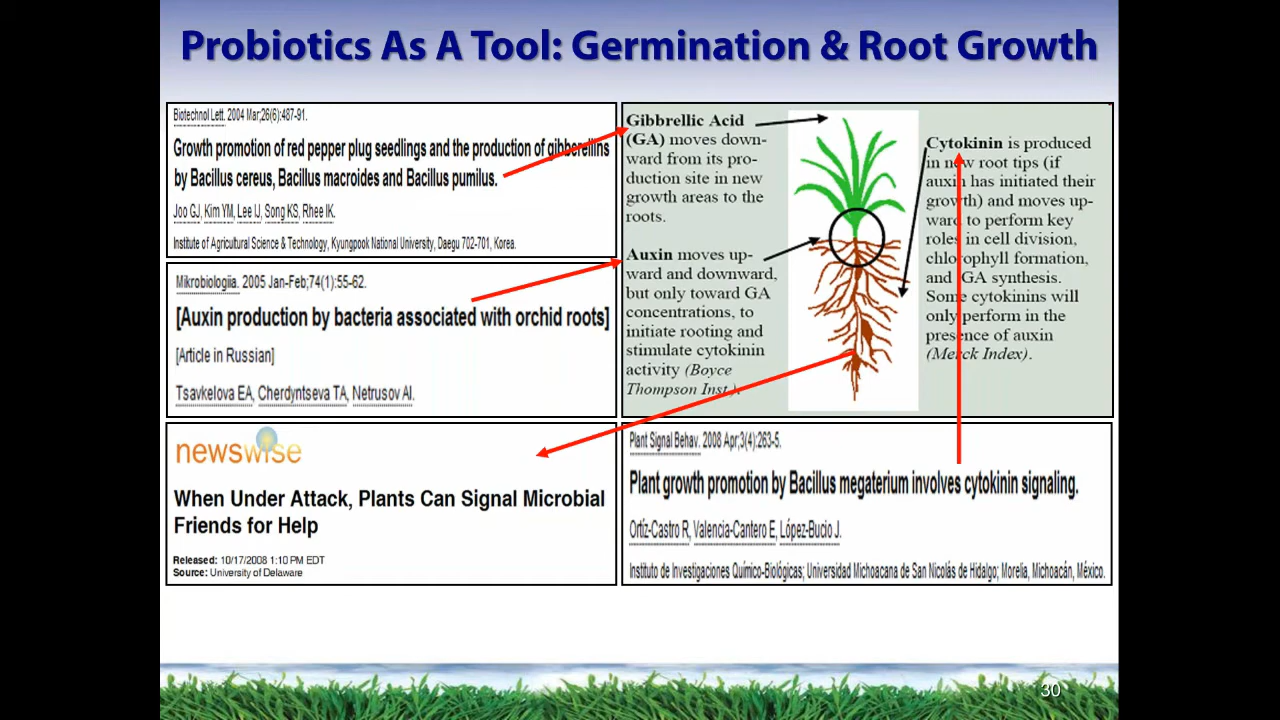 Probiotics As A Tool: Germination & Root Growth
Biotechnol Lett. 2004 Mar;26(6):487-91.
Growth promotion of red pepper plug seedlings and the production of gibberellins
by Bacillus cereus, Bacillus macroides and Bacillus pumilus.
Joo GJ, Kim YM, Lee IJ, Song KS, Rhee IK.
Institute of Agricultural Science & Technology, Kyungpook National University, Daegu 702-701, Korea.
Mikrobiologiia. 2005 Jan-Feb;74(1):55-62.
[Auxin production by bacteria associated with orchid roots]
[Article in Russian]
Tsavkelova EA, Cherdyntseva TA, Netrusov AI.
Gibbrellic Acid
(GA) moves down-
ward from its pro-
duction site in new
growth areas to the
roots.
Auxin moves up-
ward and downward,
but only toward GA
concentrations, to
initiate rooting and
stimulate cytokinin
activity (Boyce
Thompson Inst.).
Cytokinin is produced
in new root tips (if
auxin has initiated their
growth) and moves up-
ward to perform key
roles in cell division,
chlorophyll formation,
and GA synthesis.
Some cytokinins will
only perform in the
presence of auxin
(Merck Index).
newswise
When Under Attack, Plants Can Signal Microbial
Friends for Help
Released: 10/17/2008 1:10 PM EDT
Source: University of Delaware
Plant Signal Behav. 2008 Apr;3(4):263-5.
Plant growth promotion by Bacillus megaterium involves cytokinin signaling.
Ortíz-Castro R, Valencia-Cantero E, López-Bucio J.
Instituto de Investigaciones Químico-Biológicas; Universidad Michoacana de San Nicolás de Hidalgo; Morelia, Michoacán, México.
30